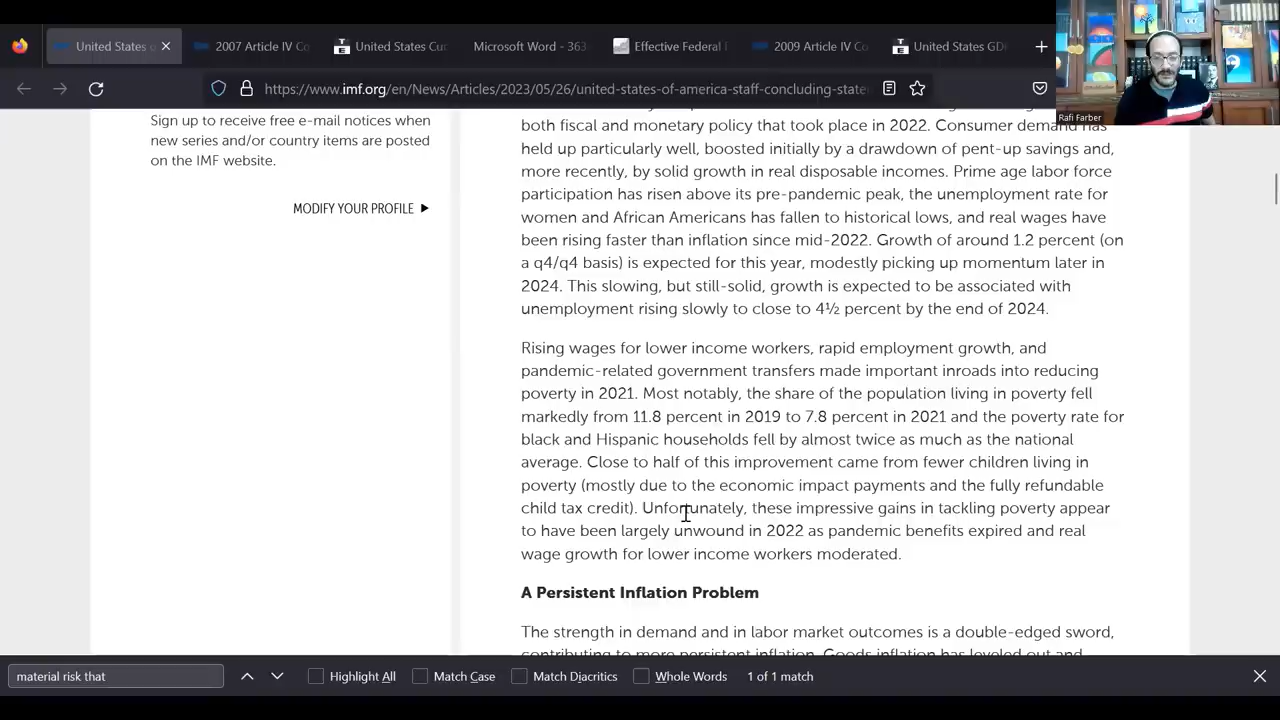 United States o
2007 Article IV Co
United States Cur
Microsoft Word - 363
Effective Federal
2009 Article IV Co
United States GD
https://www.imf.org/en/News/Articles/2023/05/26/united-states-of-america-staff-concluding-state
Rafi Farber
Sign up to receive free e-mail notices when
new series and/or country items are posted
on the IMF website.
MODIFY YOUR PROFILE
both fiscal and monetary policy that took place in 2022. Consumer demand has
held up particularly well, boosted initially by a drawdown of pent-up savings and,
more recently, by solid growth in real disposable incomes. Prime age labor force
participation has risen above its pre-pandemic peak, the unemployment rate for
women and African Americans has fallen to historical lows, and real wages have
been rising faster than inflation since mid-2022. Growth of around 1.2 percent (on
a q4/q4 basis) is expected for this year, modestly picking up momentum later in
2024. This slowing, but still-solid, growth is expected to be associated with
unemployment rising slowly to close to 4½ percent by the end of 2024.
Rising wages for lower income workers, rapid employment growth, and
pandemic-related government transfers made important inroads into reducing
poverty in 2021. Most notably, the share of the population living in poverty fell
markedly from 11.8 percent in 2019 to 7.8 percent in 2021 and the poverty rate for
black and Hispanic households fell by almost twice as much as the national
average. Close to half of this improvement came from fewer children living in
poverty (mostly due to the economic impact payments and the fully refundable
child tax credit). Unfortunately, these impressive gains in tackling poverty appear
to have been largely unwound in 2022 as pandemic benefits expired and real
wage growth for lower income workers moderated.
A Persistent Inflation Problem
The strength in demand and in labor market outcomes is a double-edged sword,
contributing to more persistent inflation. Goods inflation has leveled out and
material risk that
Highlight All
Match Case
Match Diacritics
Whole Words
1 of 1 match